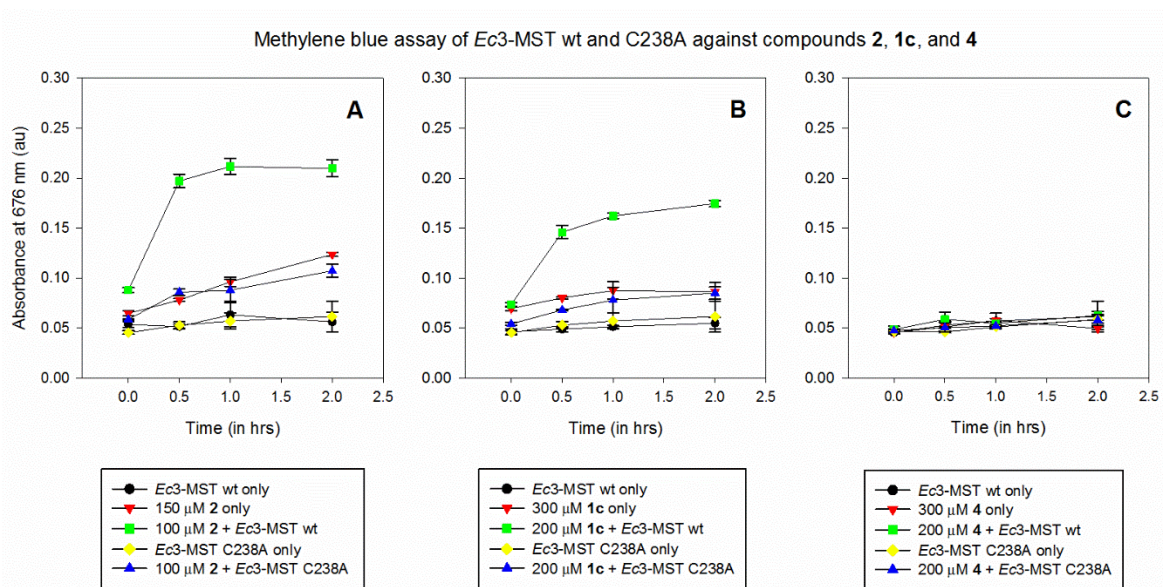 Methylene blue assay of Ec3-MST wt and C238A against compounds 2, 1c, and 4
Absorbance at 676 nm (au)
0.30
0.25
0.20
0.15
0.10
0.05
0.00
A
0.0 0.5 1.0 1.5 2.0 2.5
Time (in hrs)
Ec3-MST wt only
150 μM 2 only
100 μM 2 + Ec3-MST wt
Ec3-MST C238A only
100 μM 2 + Ec3-MST C238A
0.30
0.25
0.20
0.15
0.10
0.05
0.00
B
0.0 0.5 1.0 1.5 2.0 2.5
Time (in hrs)
Ec3-MST wt only
300 μM 1c only
200 μM 1c + Ec3-MST wt
Ec3-MST C238A only
200 μM 1c + Ec3-MST C238A
0.30
0.25
0.20
0.15
0.10
0.05
0.00
C
0.0 0.5 1.0 1.5 2.0 2.5
Time (in hrs)
Ec3-MST wt only
300 μM 4 only
200 μM 4 + Ec3-MST wt
Ec3-MST C238A only
200 μM 4 + Ec3-MST C238A